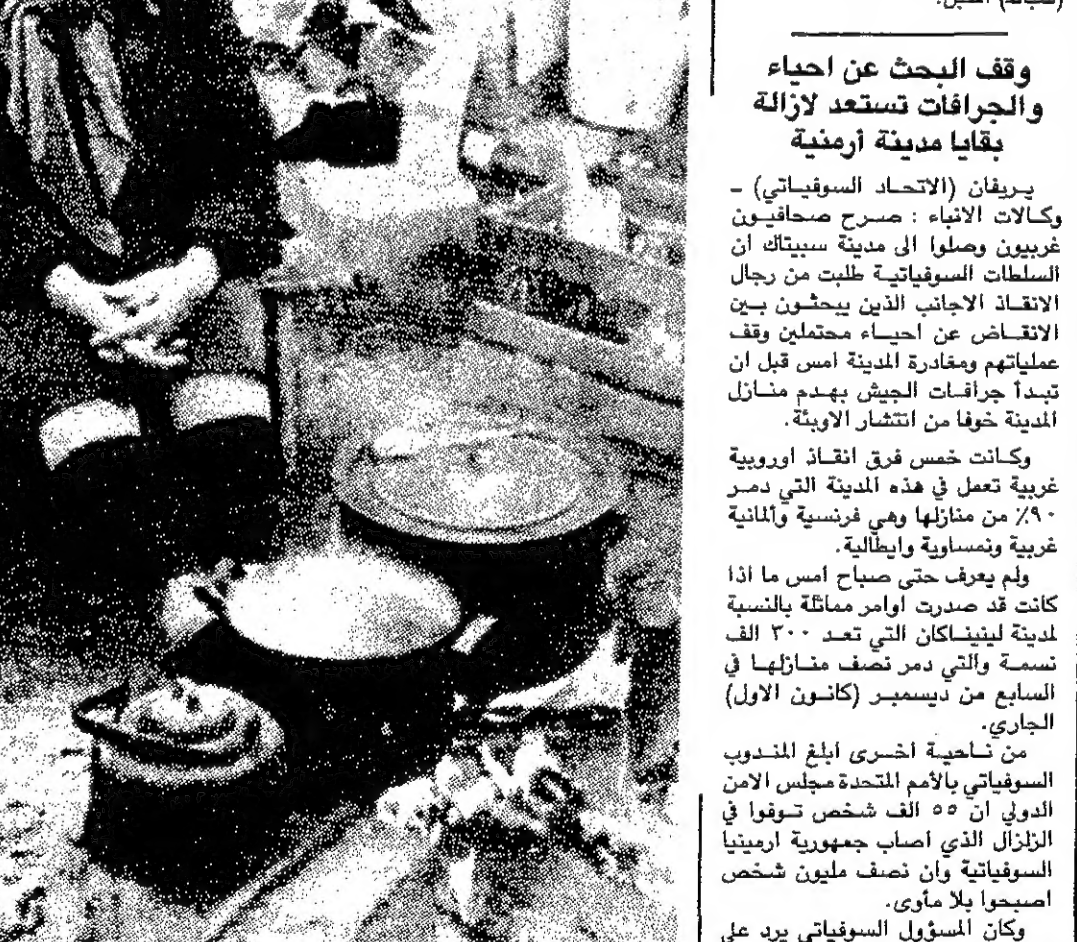 وقف البحث عن احياء
والجرافات تستعد لازالة
بقايا مدينة أرمنية
يريفان (الاتحاد السوفياتي) ـ
وكالات الانباء : صرح صحافيون
غربيون وصلوا الى مدينة سبيتاك ان
السلطات السوفياتية طلبت من رجال
الانقاذ الاجانب الذين يبحثون بين
الانقاض عن احياء محتملين وقف
عملياتهم ومغادرة المدينة امس قبل ان
تبدأ جرافات الجيش بهدم منازل
المدينة خوفا من انتشار الاوبئة.
وكانت خمس فرق انقاذ اوروبية
غربية تعمل في هذه المدينة التي دمر
٩٠٪ من منازلها وهي فرنسية وألمانية
غربية ونمساوية وايطالية.
ولم يعرف حتى صباح امس ما اذا
كانت قد صدرت اوامر مماثلة بالنسبة
لمدينة لينيناكان التي تعد ٣٠٠ الف
نسمة والتي دمر نصف منازلها في
السابع من ديسمبر (كانون الاول)
الجاري.
من ناحية اخرى ابلغ المندوب
السوفياتي بالأمم المتحدة مجلس الامن
الدولي ان ٥٥ الف شخص توفوا في
الزلزال الذي اصاب جمهورية ارمينيا
السوفياتية وان نصف مليون شخص
اصبحوا بلا مأوى.
وكان المسؤول السوفياتي يرد على